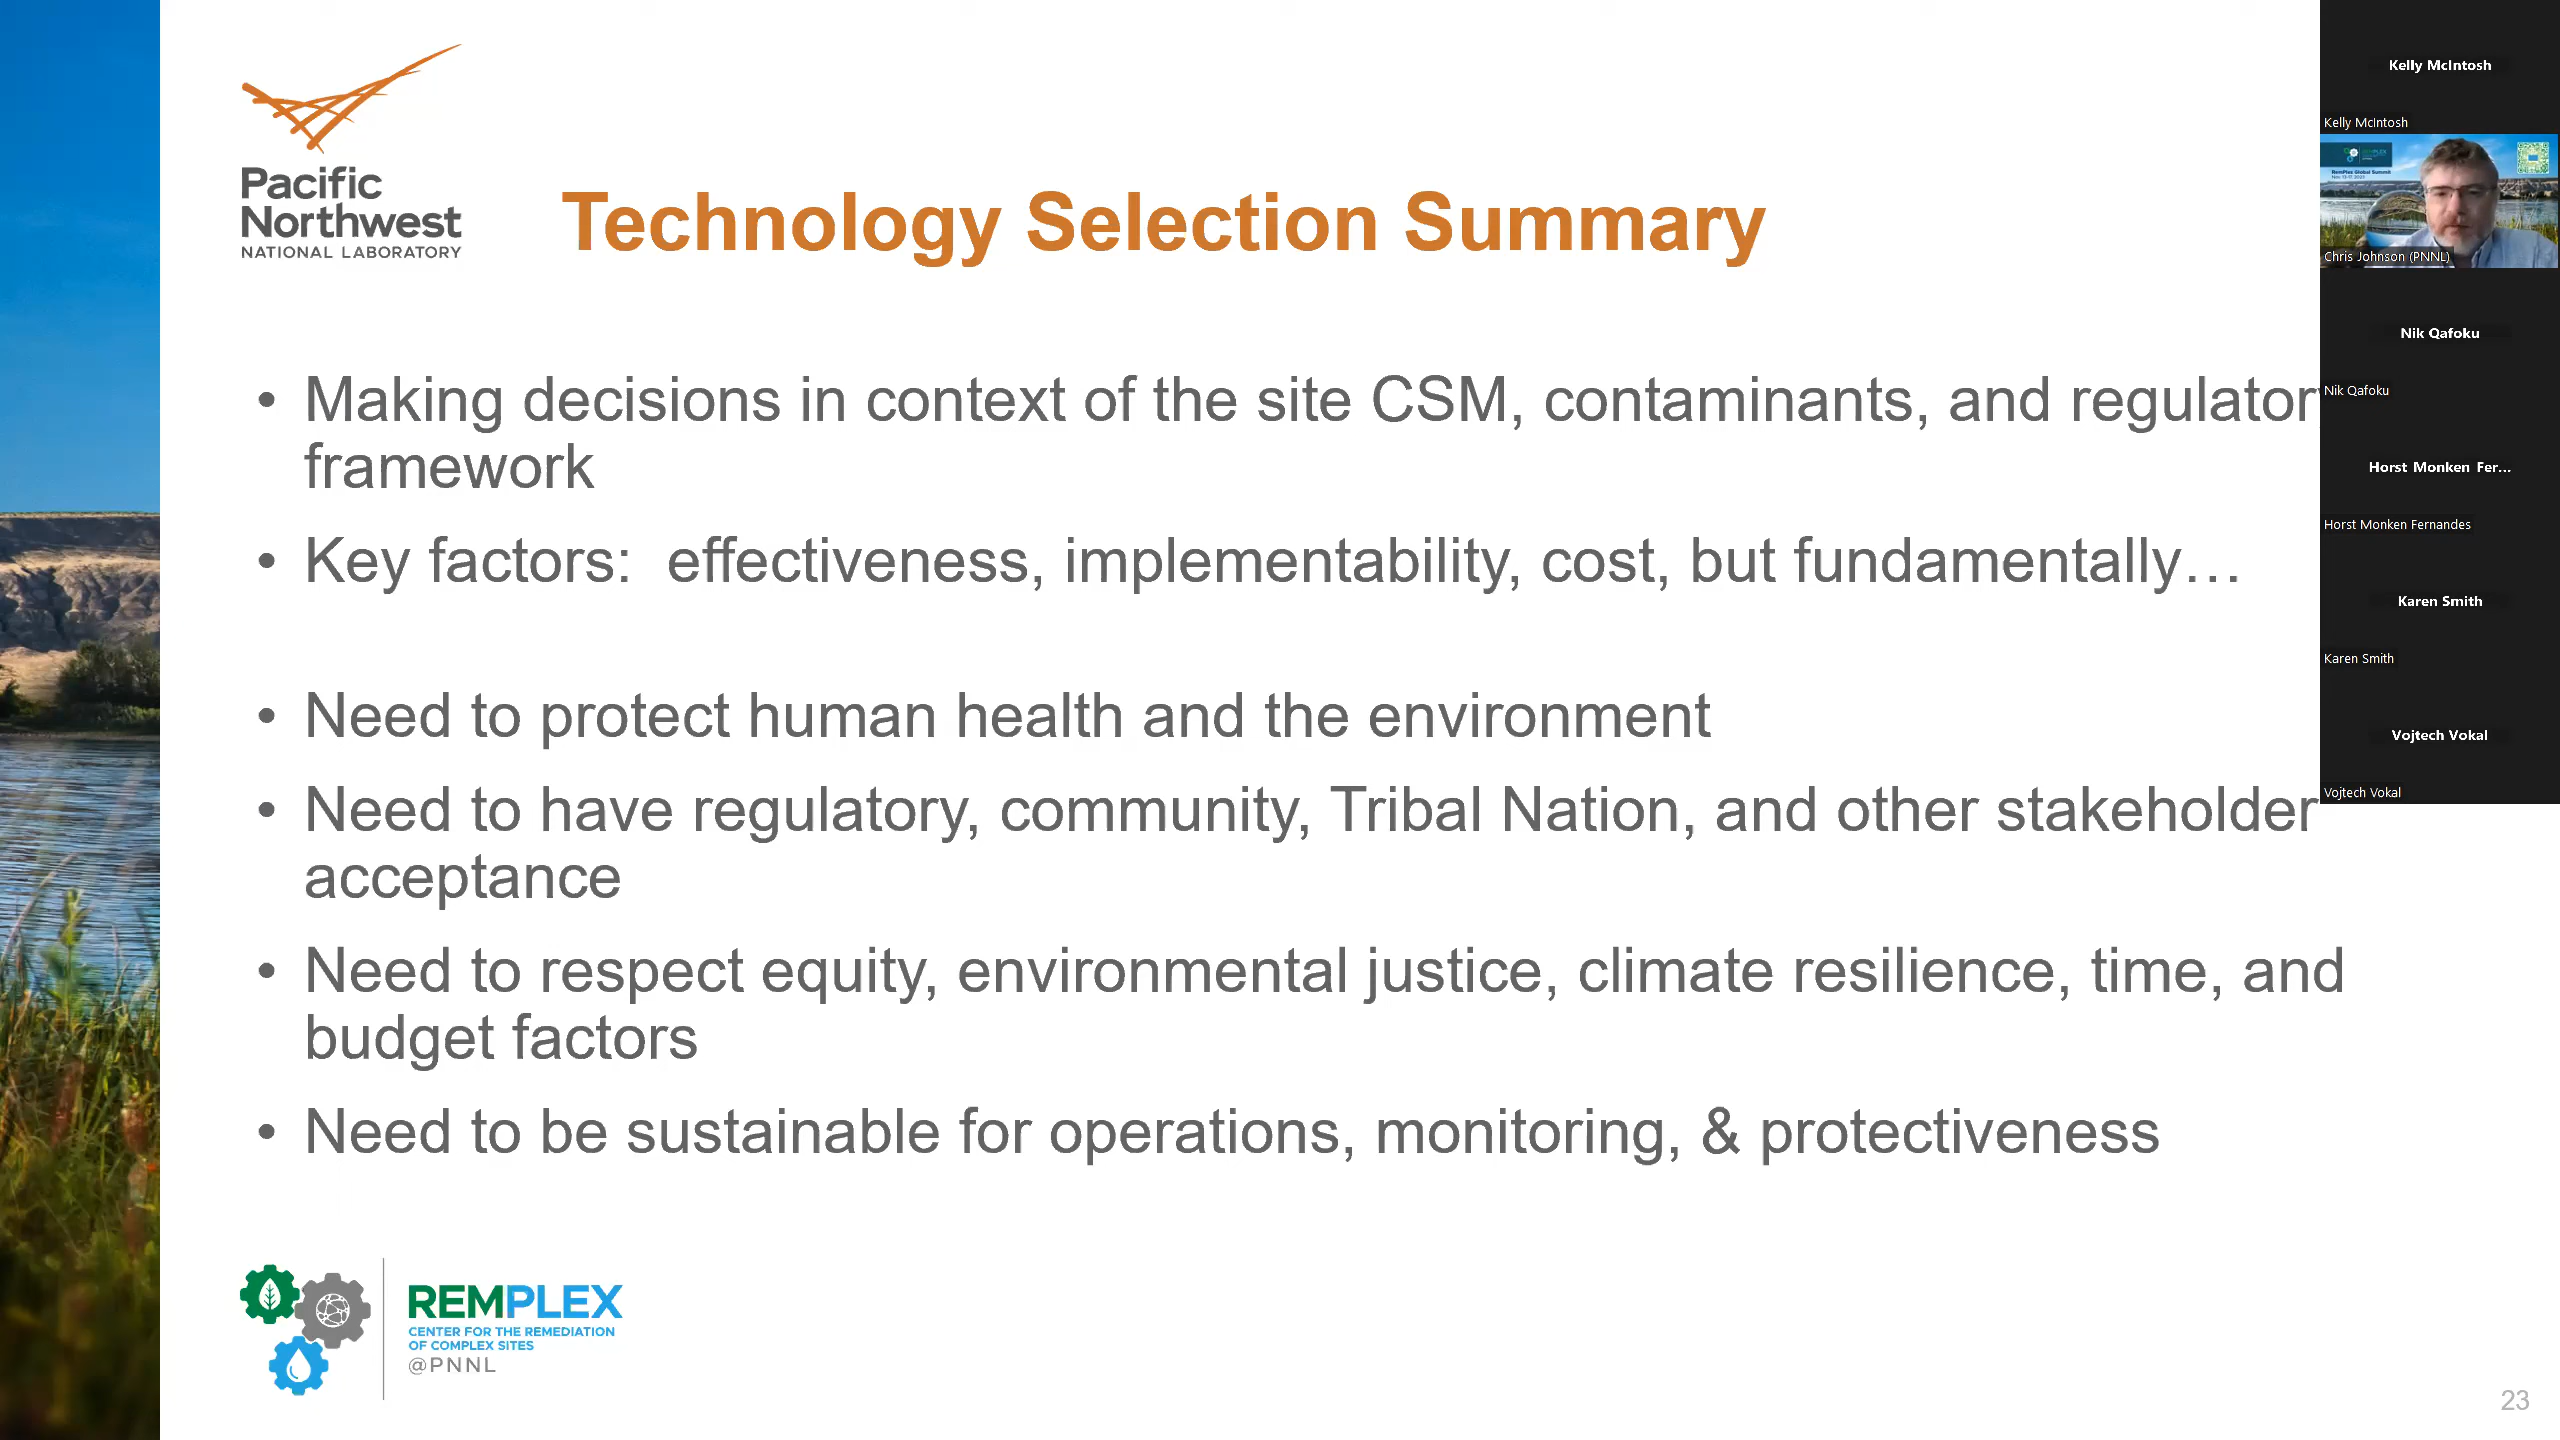 Pacific
Northwest
NATIONAL LABORATORY
Technology Selection Summary
• Making decisions in context of the site CSM, contaminants, and regulatory
framework
• Key factors:  effectiveness, implementability, cost, but fundamentally…
• Need to protect human health and the environment
• Need to have regulatory, community, Tribal Nation, and other stakeholder
acceptance
• Need to respect equity, environmental justice, climate resilience, time, and
budget factors
• Need to be sustainable for operations, monitoring, & protectiveness
REMPLEX
CENTER FOR THE REMEDIATION
OF COMPLEX SITES
@PNNL
23
Kelly McIntosh
Kelly McIntosh
REMPLEX
RemPlex Global Summit
Chris Johnson (PNNL)
Nik Qafoku
Nik Qafoku
Horst Monken Fer...
Horst Monken Fernandes
Karen Smith
Karen Smith
Vojtech Vokal
Vojtech Vokal